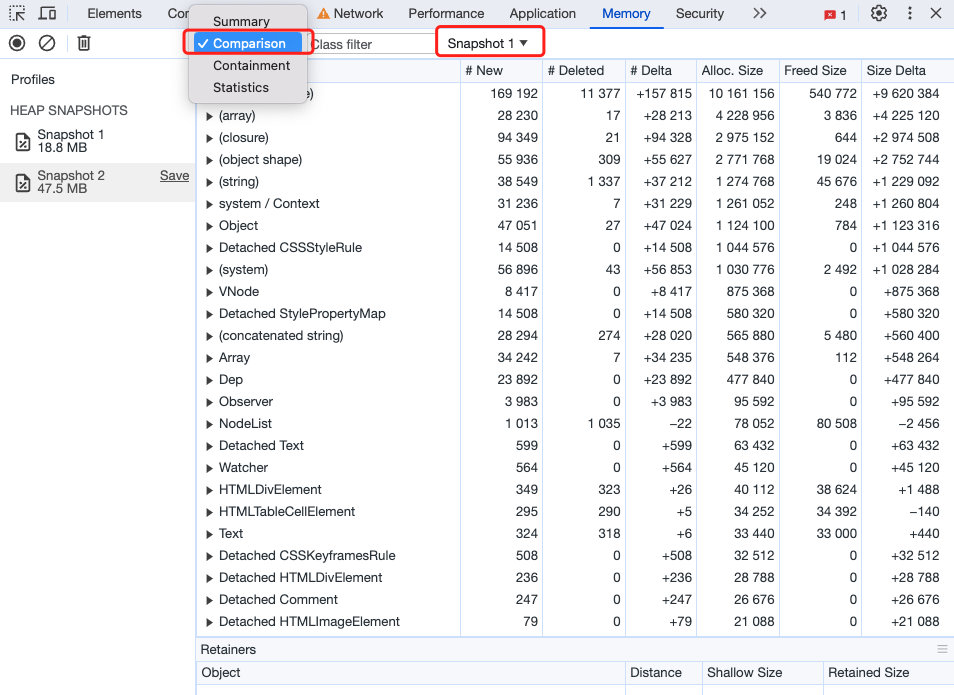 Elements Con Network Performance Application Memory Security 1
Summary
Comparison
Containment
Statistics
Class filter Snapshot 1 ▼
Profiles
HEAP SNAPSHOTS
Snapshot 1
18.8 MB
Snapshot 2 Save
47.5 MB
# New # Deleted # Delta Alloc. Size Freed Size Size Delta
e) 169 192 11 377 +157 815 10 161 156 540 772 +9 620 384
(array) 28 230 17 +28 213 4 228 956 3 836 +4 225 120
(closure) 94 349 21 +94 328 2 975 152 644 +2 974 508
(object shape) 55 936 309 +55 627 2 771 768 19 024 +2 752 744
(string) 38 549 1 337 +37 212 1 274 768 45 676 +1 229 092
system / Context 31 236 7 +31 229 1 261 052 248 +1 260 804
Object 47 051 27 +47 024 1 124 100 784 +1 123 316
Detached CSSStyleRule 14 508 0 +14 508 1 044 576 0 +1 044 576
(system) 56 896 43 +56 853 1 030 776 2 492 +1 028 284
VNode 8 417 0 +8 417 875 368 0 +875 368
Detached StylePropertyMap 14 508 0 +14 508 580 320 0 +580 320
(concatenated string) 28 294 274 +28 020 565 880 5 480 +560 400
Array 34 242 7 +34 235 548 376 112 +548 264
Dep 23 892 0 +23 892 477 840 0 +477 840
Observer 3 983 0 +3 983 95 592 0 +95 592
NodeList 1 013 1 035 −22 78 052 80 508 −2 456
Detached Text 599 0 +599 63 432 0 +63 432
Watcher 564 0 +564 45 120 0 +45 120
HTMLDivElement 349 323 +26 40 112 38 624 +1 488
HTMLTableCellElement 295 290 +5 34 252 34 392 −140
Text 324 318 +6 33 440 33 000 +440
Detached CSSKeyframesRule 508 0 +508 32 512 0 +32 512
Detached HTMLDivElement 236 0 +236 28 788 0 +28 788
Detached Comment 247 0 +247 26 676 0 +26 676
Detached HTMLImageElement 79 0 +79 21 088 0 +21 088
Retainers
Object Distance Shallow Size Retained Size